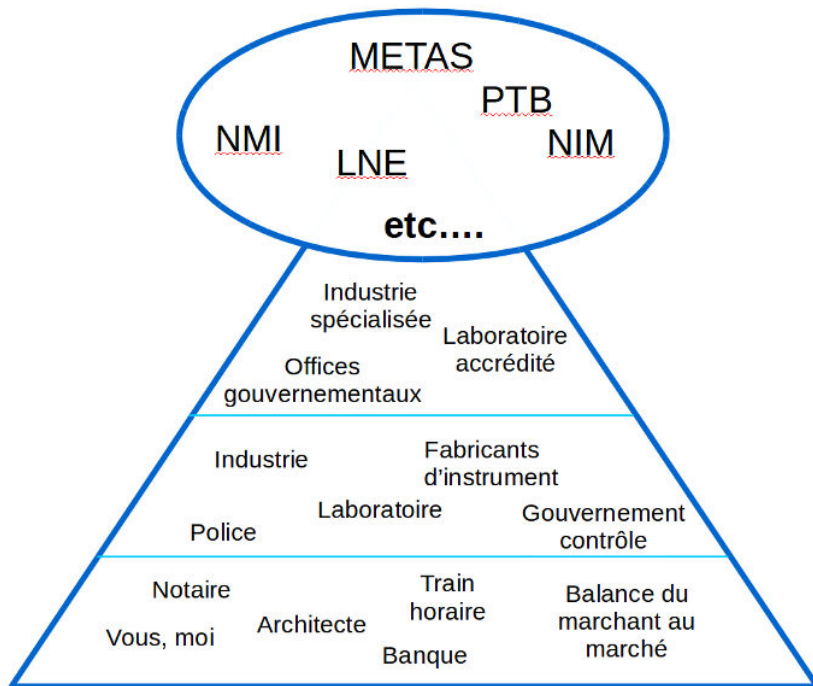 METAS
PTB
NMI
NIM
LNE
etc....
Industrie
spécialisée
Laboratoire
accrédité
Offices
gouvernementaux
Industrie
Fabricants
d'instrument
Laboratoire
Police
Gouvernement
contrôle
Notaire
Train
horaire
Balance du
marchant au
marché
Vous, moi
Architecte
Banque